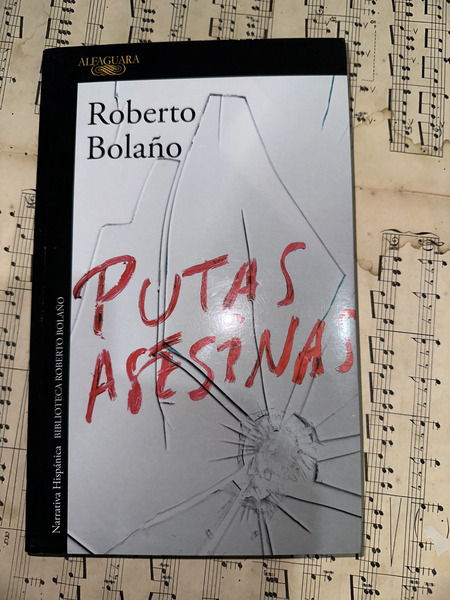 ALFAGUARA
Roberto
Bolaño
PUTAS
ASESINAS
Narrativa Hispánica BIBLIOTECA ROBERTO BOLAÑO